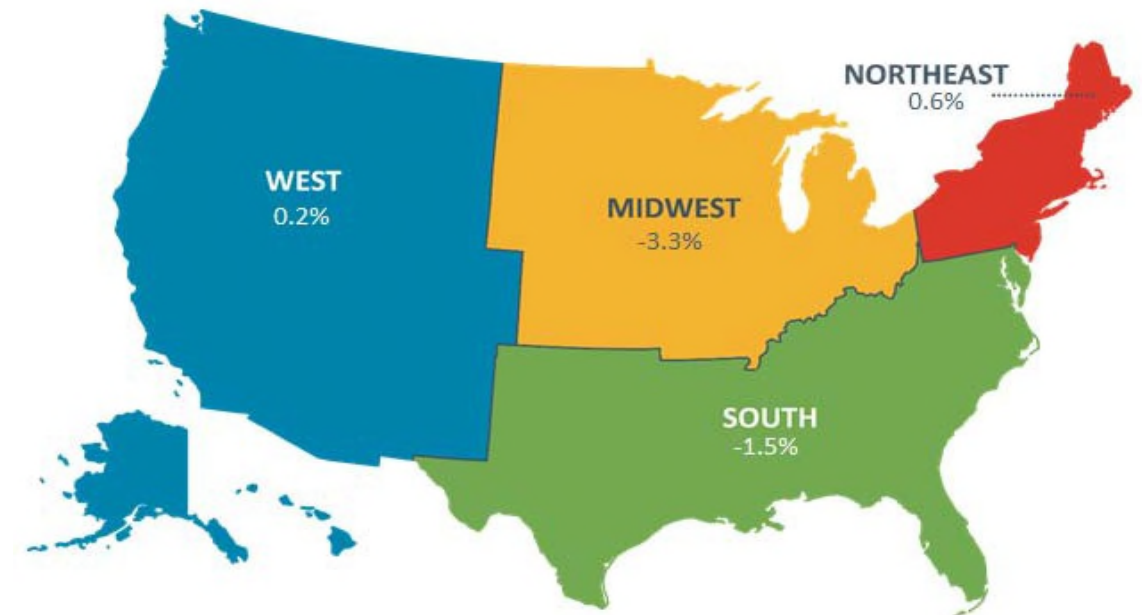 NORTHEAST
0.6%
WEST
0.2%
MIDWEST
-3.3%
SOUTH
-1.5%